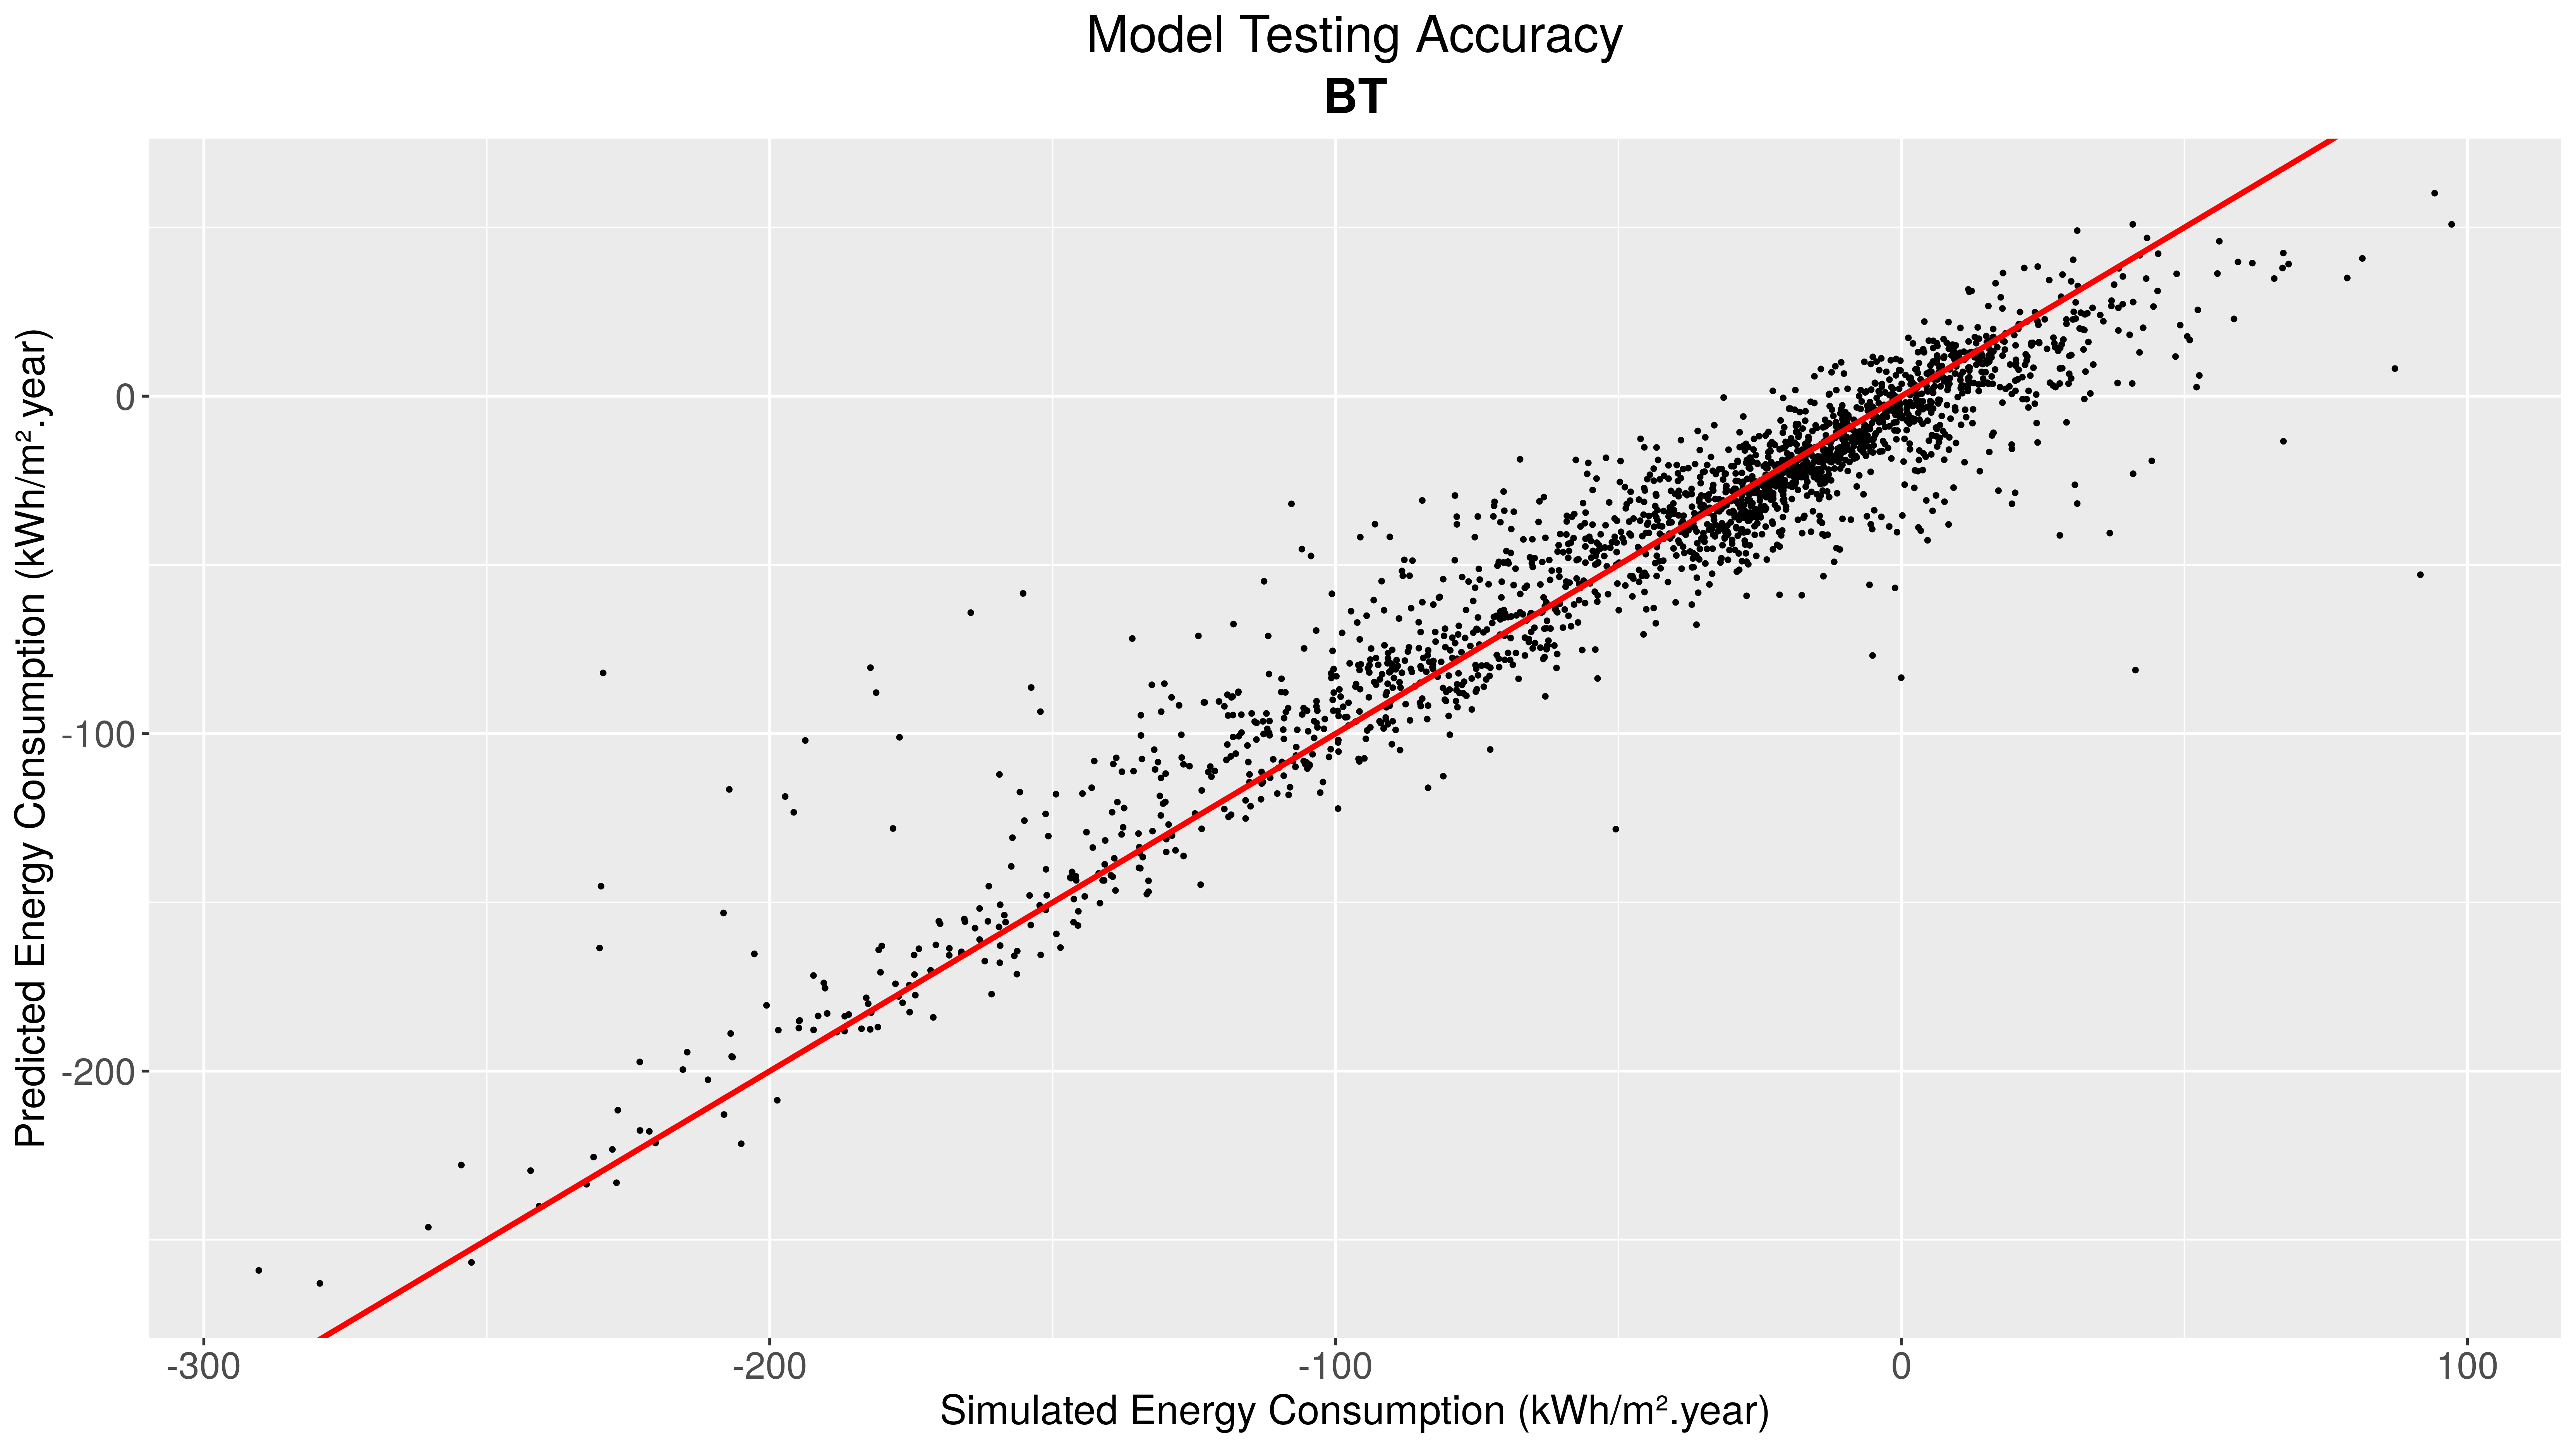 Model Testing Accuracy
BT
Predicted Energy Consumption (kWh/m².year)
0
-100
-200
-300
-200
-100
0
100
Simulated Energy Consumption (kWh/m².year)